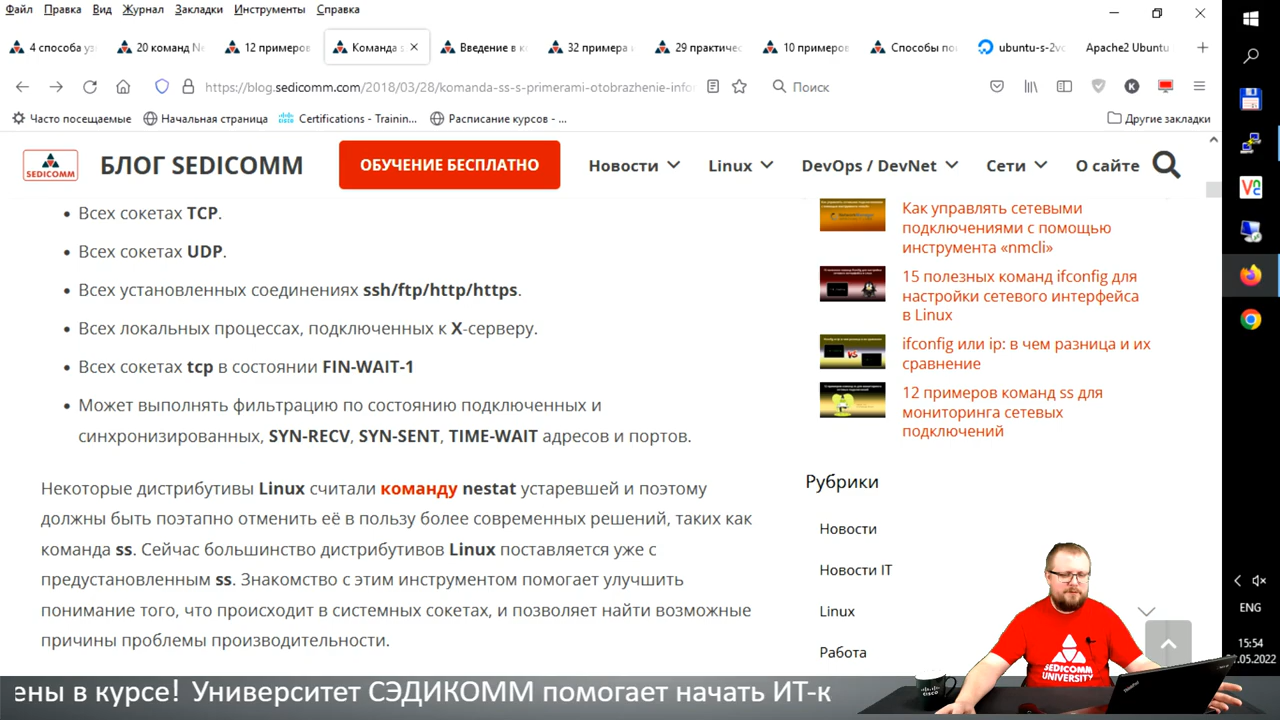 Файл Правка Вид Журнал Закладки Инструменты Справка
4 способа уз
20 команд Ne
12 примеров
Команда s
Введение в к
32 примера и
29 практичес
10 примеров
Способы пои
ubuntu-s-2vc
Apache2 Ubuntu
https://blog.sedicomm.com/2018/03/28/komanda-ss-s-primerami-otobrazhenie-infor
Поиск
Часто посещаемые
Начальная страница
Certifications - Trainin...
Расписание курсов - ...
Другие закладки
SEDICOMM
БЛОГ SEDICOMM
ОБУЧЕНИЕ БЕСПЛАТНО
Новости
Linux
DevOps / DevNet
Сети
О сайте
Всех сокетах TCP.
Всех сокетах UDP.
Всех установленных соединениях ssh/ftp/http/https.
Всех локальных процессах, подключенных к X-серверу.
Всех сокетах tcp в состоянии FIN-WAIT-1
Может выполнять фильтрацию по состоянию подключенных и
синхронизированных, SYN-RECV, SYN-SENT, TIME-WAIT адресов и портов.
Некоторые дистрибутивы Linux считали команду nestat устаревшей и поэтому
должны быть поэтапно отменить её в пользу более современных решений, таких как
команда ss. Сейчас большинство дистрибутивов Linux поставляется уже с
предустановленным ss. Знакомство с этим инструментом помогает улучшить
понимание того, что происходит в системных сокетах, и позволяет найти возможные
причины проблемы производительности.
Как управлять сетевыми
подключениями с помощью
инструмента «nmcli»
15 полезных команд ifconfig для
настройки сетевого интерфейса
в Linux
ifconfig или ip: в чем разница и их
сравнение
12 примеров команд ss для
мониторинга сетевых
подключений
Рубрики
Новости
Новости IT
Linux
Работа
ENG
15:54
.05.2022
SEDICOMM
UNIVERSITY
CISCO
ены в курсе! Университет СЭДИКОММ помогает начать ИТ-к